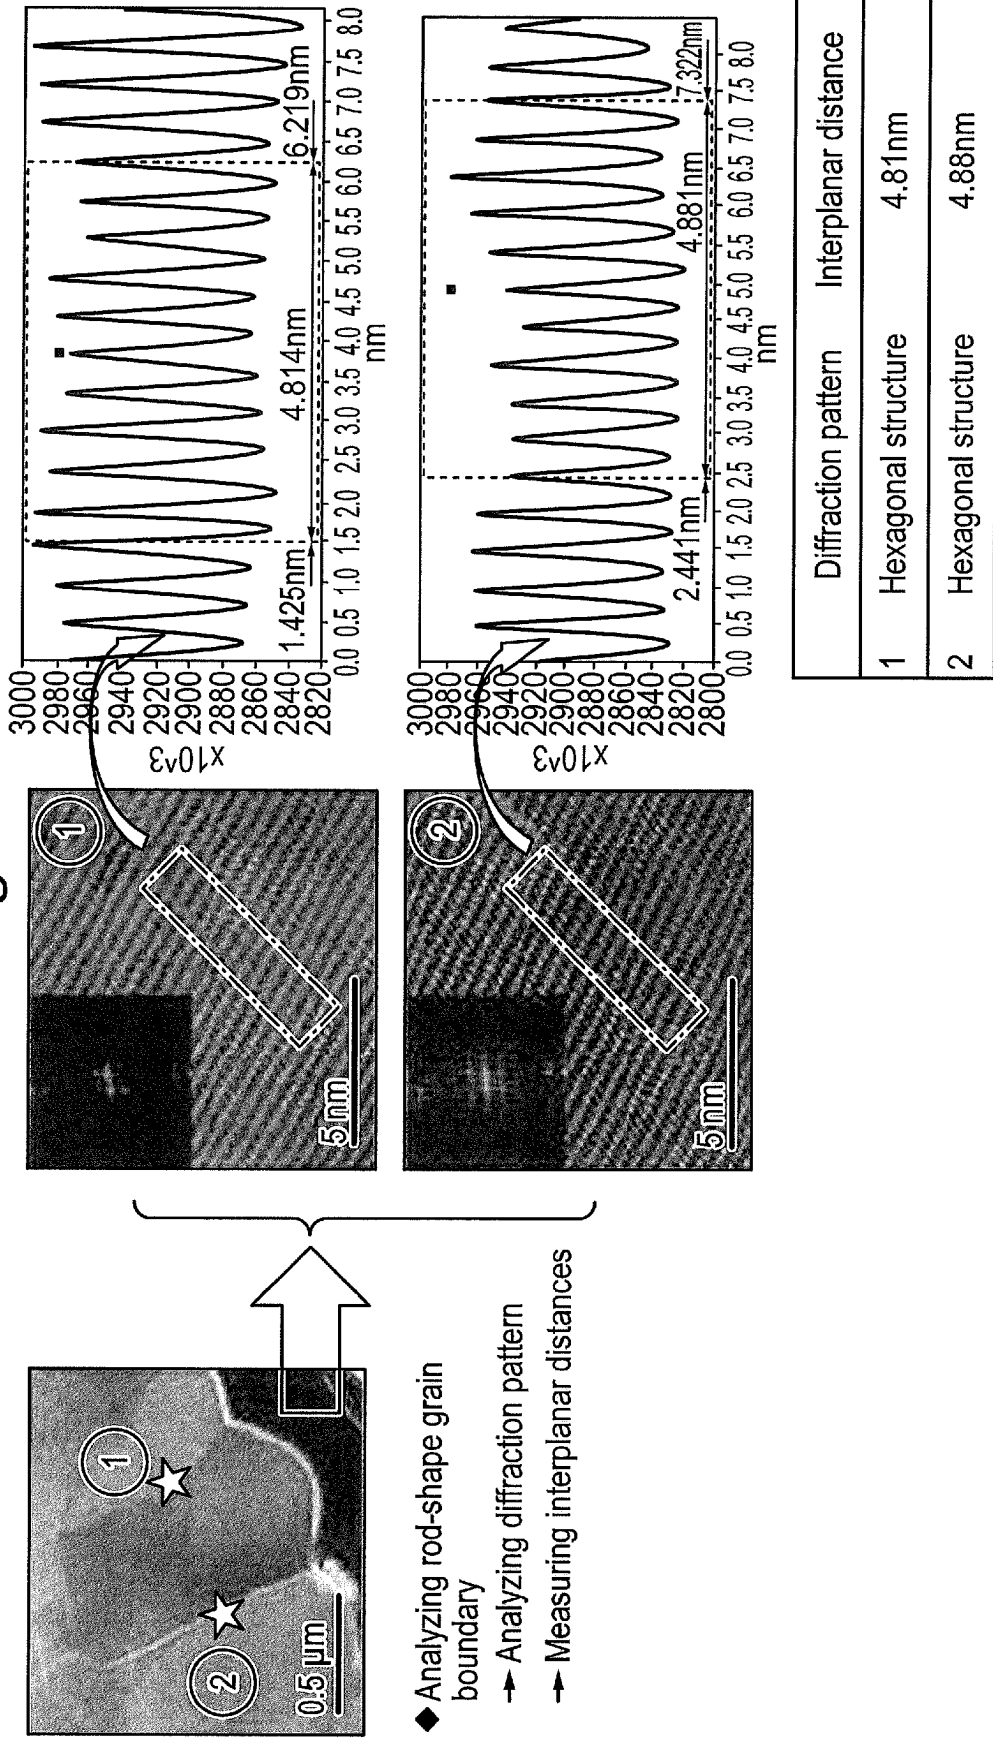 1
2
0.5 µm
◆ Analyzing rod-shape grain
boundary
→ Analyzing diffraction pattern
→ Measuring interplanar distances
1
5 nm
2
5 nm
x10^3
3000
2980
2960
2940
2920
2900
2880
2860
2840
2820
1.425nm
4.814nm
6.219nm
0.0 0.5 1.0 1.5 2.0 2.5 3.0 3.5 4.0 4.5 5.0 5.5 6.0 6.5 7.0 7.5 8.0
nm
x10^3
3000
2980
2940
2920
2900
2880
2860
2840
2820
2800
2.441nm
4.881nm
7.322nm
0.0 0.5 1.0 1.5 2.0 2.5 3.0 3.5 4.0 4.5 5.0 5.5 6.0 6.5 7.0 7.5 8.0
nm
Diffraction pattern Interplanar distance
1 Hexagonal structure 4.81nm
2 Hexagonal structure 4.88nm